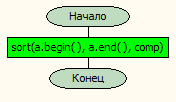 Начало
sort(a.begin(), a.end(), comp)
Конец